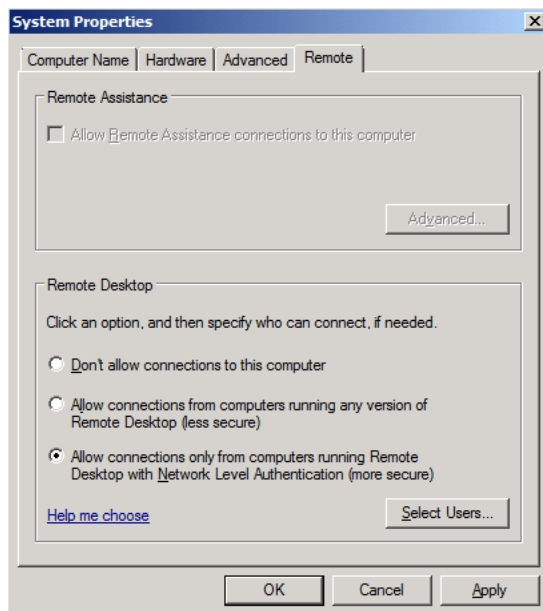 System Properties
Computer Name
Hardware
Advanced
Remote
Remote Assistance
Allow Remote Assistance connections to this computer
Advanced...
Remote Desktop
Click an option, and then specify who can connect, if needed.
Don't allow connections to this computer
Allow connections from computers running any version of
Remote Desktop (less secure)
Allow connections only from computers running Remote
Desktop with Network Level Authentication (more secure)
Help me choose
Select Users...
OK
Cancel
Apply